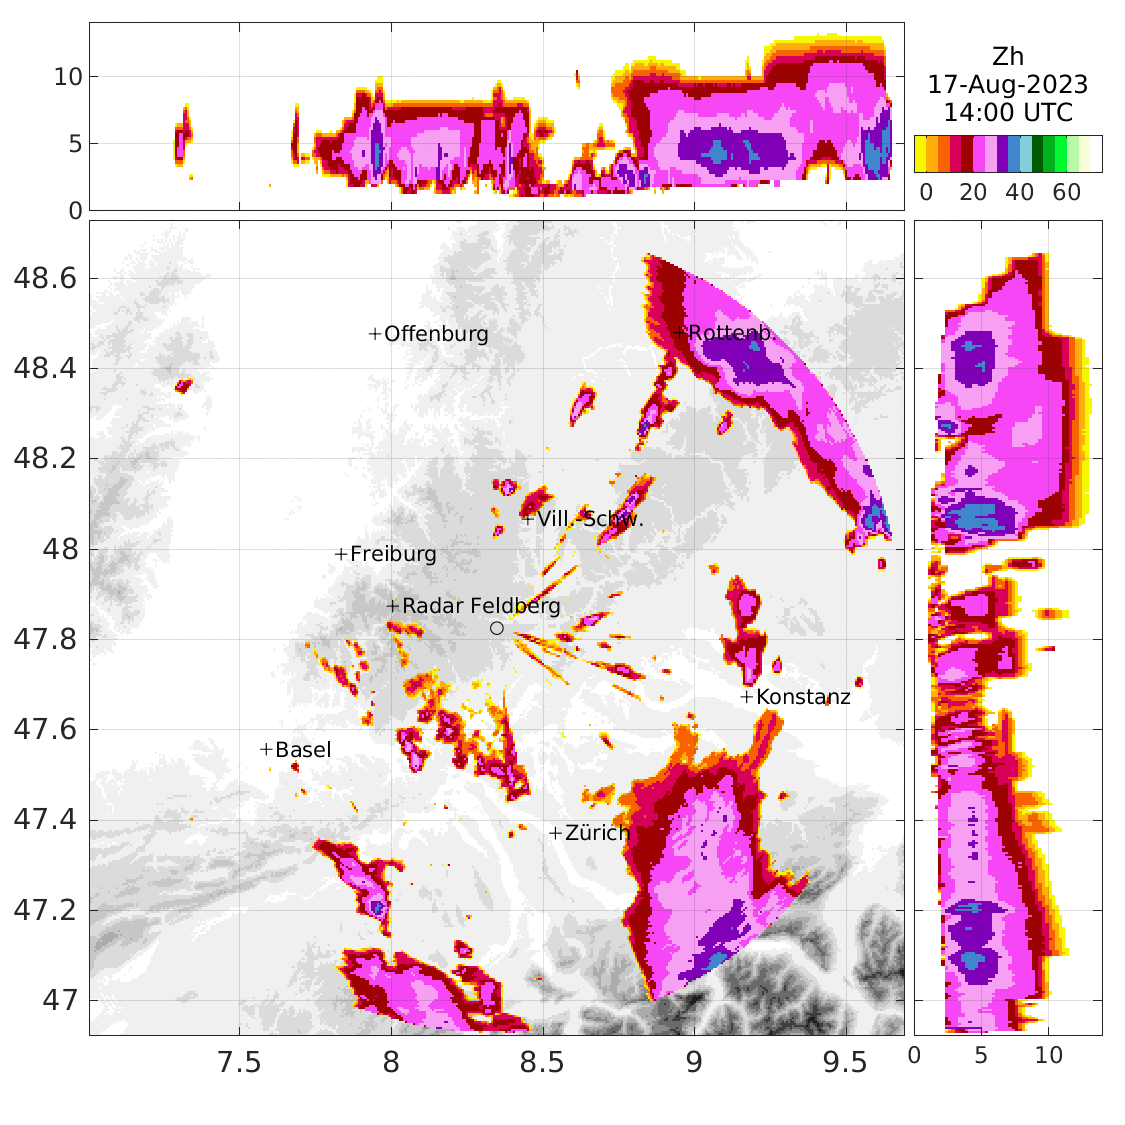 Zh
17-Aug-2023
14:00 UTC
0 20 40 60
10
5
0
48.6
48.4
48.2
48
47.8
47.6
47.4
47.2
47
Offenburg
Rottenb.
Vill.-Schw.
Freiburg
Radar Feldberg
Konstanz
Basel
Zürich
7.5 8 8.5 9 9.5
0 5 10